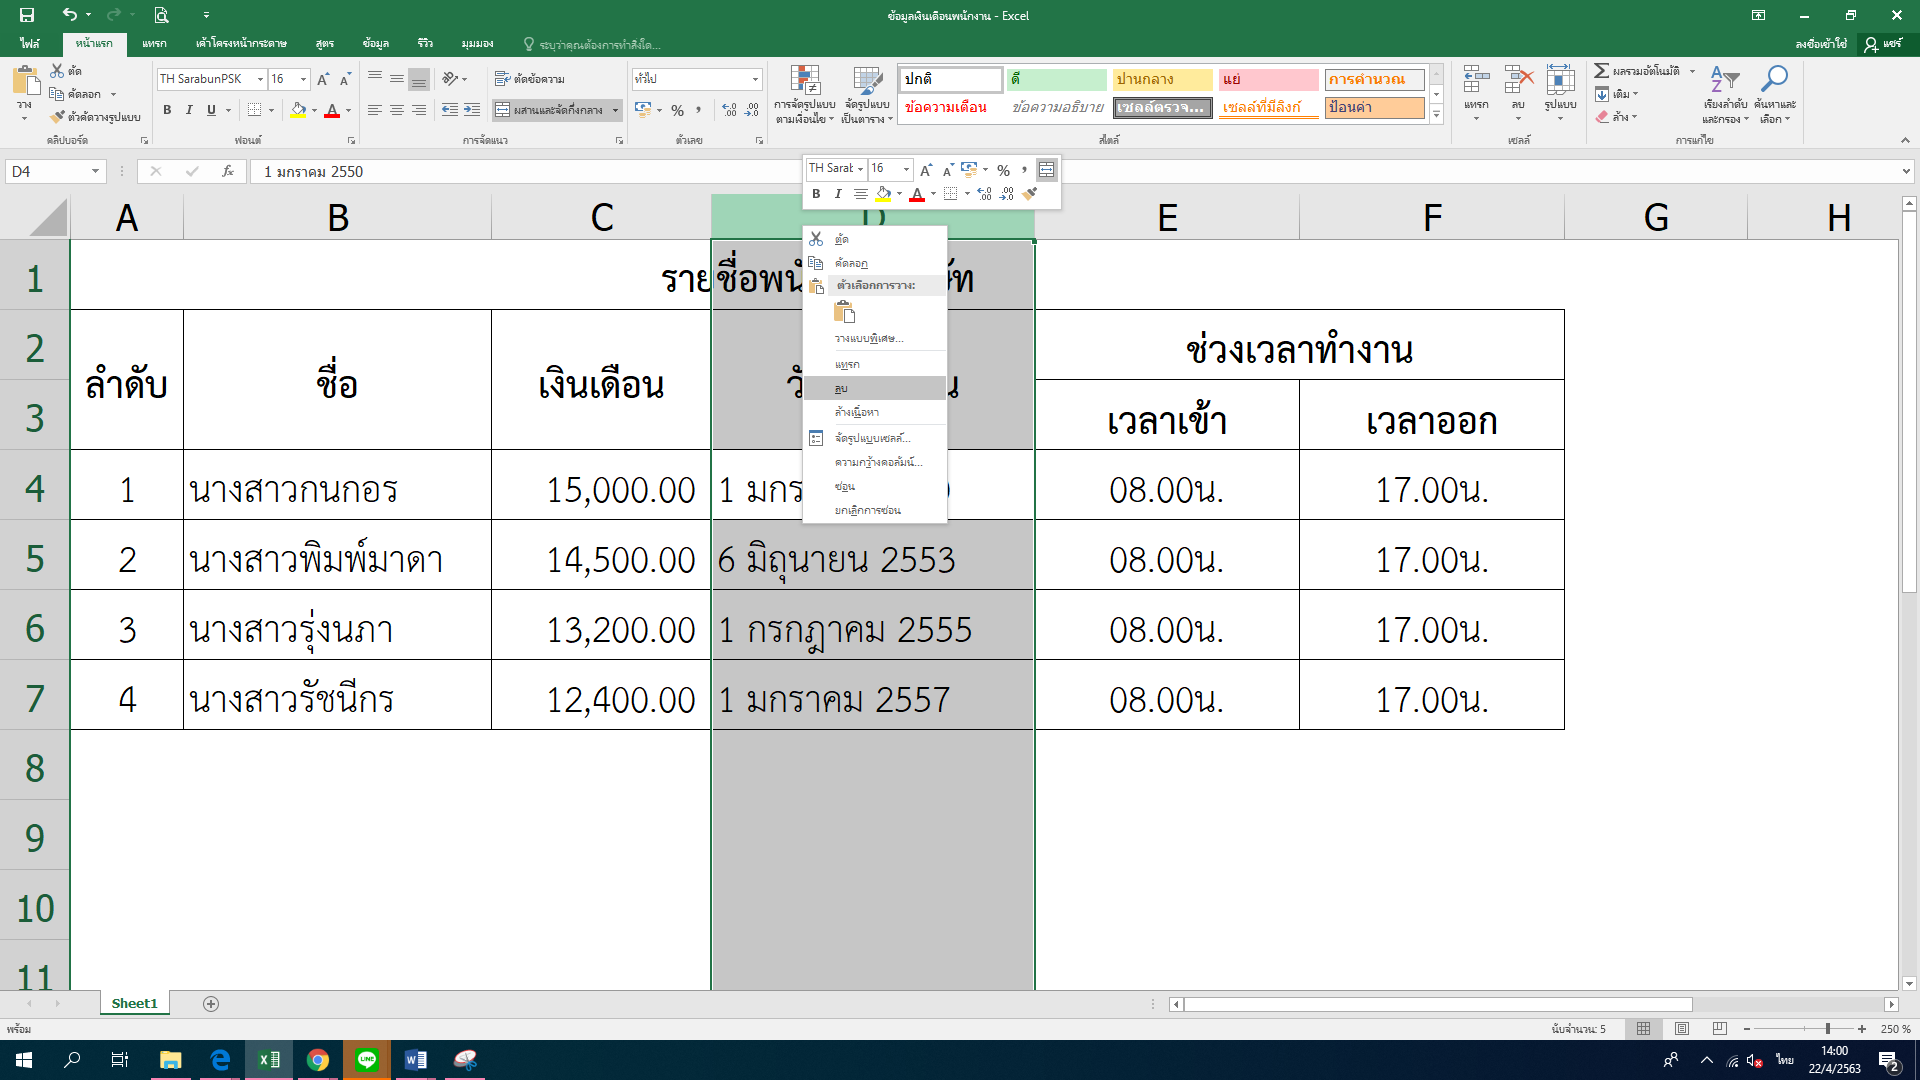 ข้อมูลเงินเดือนพนักงาน - Excel
ไฟล์ หน้าแรก แทรก เค้าโครงหน้ากระดาษ สูตร ข้อมูล รีวิว มุมมอง ระบุว่าคุณต้องการทำสิ่งใด... ลงชื่อเข้าใช้ แชร์
วาง ตัด คัดลอก ตัวคัดวางรูปแบบ คลิปบอร์ด
TH SarabunPSK 16 A A B I U A ฟอนต์
ตัดข้อความ ผสานและจัดกึ่งกลาง การจัดแนว
ทั่วไป % , ตัวเลข
การจัดรูปแบบ ตามเงื่อนไข จัดรูปแบบ เป็นตาราง
ปกติ ดี ปานกลาง แย่ การคำนวณ
ข้อความเตือน ข้อความอธิบาย เซลล์ตรวจ... เซลล์ที่มีลิงก์ ป้อนค่า
สไตล์
แทรก ลบ รูปแบบ เซลล์
ผลรวมอัตโนมัติ เติม ล้าง เรียงลำดับ และกรอง ค้นหาและ เลือก การแก้ไข
D4 fx 1 มกราคม 2550
TH Sarab 16 A A % ,
B I A
A B C D E F G H
1 ราย ชื่อพนั ษัท
ตัด
คัดลอก
ตัวเลือกการวาง:
วางแบบพิเศษ...
แทรก
ลบ
ล้างเนื้อหา
จัดรูปแบบเซลล์...
ความกว้างคอลัมน์...
ซ่อน
ยกเลิกการซ่อน
2 ลำดับ ชื่อ เงินเดือน ช่วงเวลาทำงาน
3 เวลาเข้า เวลาออก
4 1 นางสาวกนกอร 15,000.00 1 มกร 08.00น. 17.00น.
5 2 นางสาวพิมพ์มาดา 14,500.00 6 มิถุนายน 2553 08.00น. 17.00น.
6 3 นางสาวรุ่งนภา 13,200.00 1 กรกฎาคม 2555 08.00น. 17.00น.
7 4 นางสาวรัชนีกร 12,400.00 1 มกราคม 2557 08.00น. 17.00น.
8
9
10
11
Sheet1
พร้อม นับจำนวน: 5 250 %
LINE ไทย 14:00
22/4/2563 2